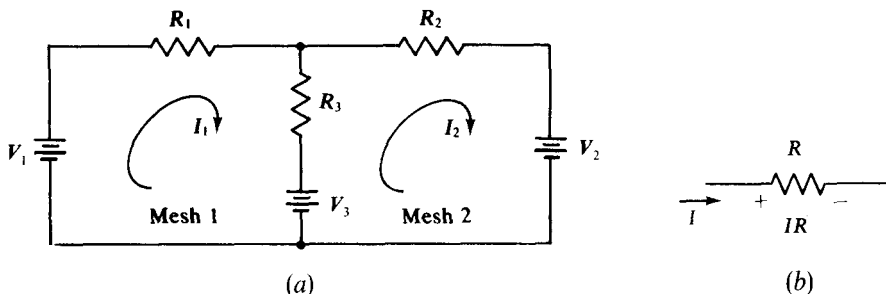 R₁
R₂
R₃
I₁
I₂
V₁
V₂
V₃
Mesh 1
Mesh 2
R
I
+
−
IR
(a)
(b)